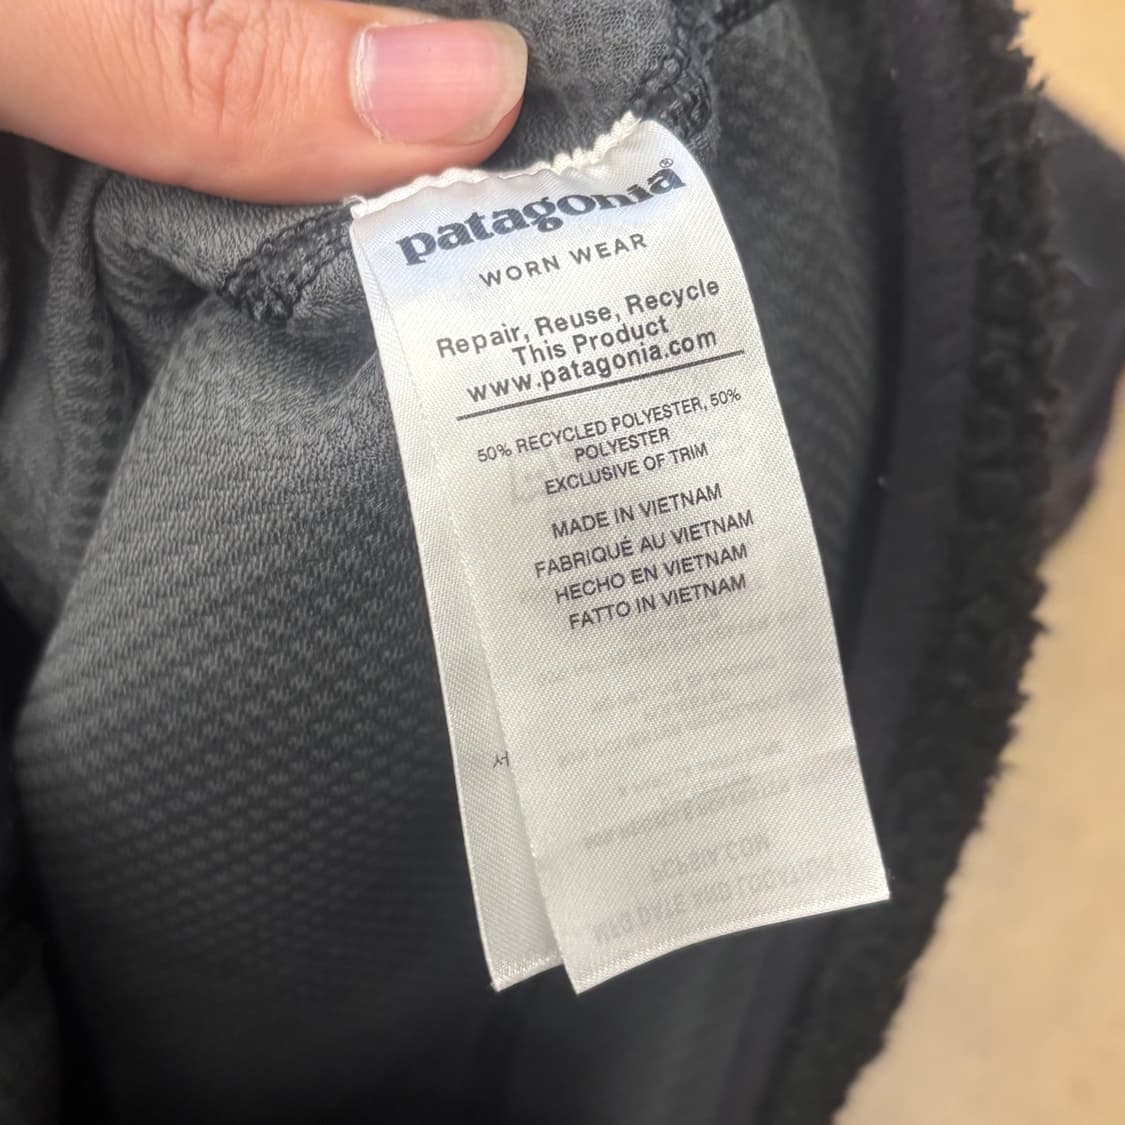 patagonia®
WORN WEAR
Repair, Reuse, Recycle
This Product
www.patagonia.com
50% RECYCLED POLYESTER, 50%
POLYESTER
EXCLUSIVE OF TRIM
MADE IN VIETNAM
FABRIQUÉ AU VIETNAM
HECHO EN VIETNAM
FATTO IN VIETNAM
서